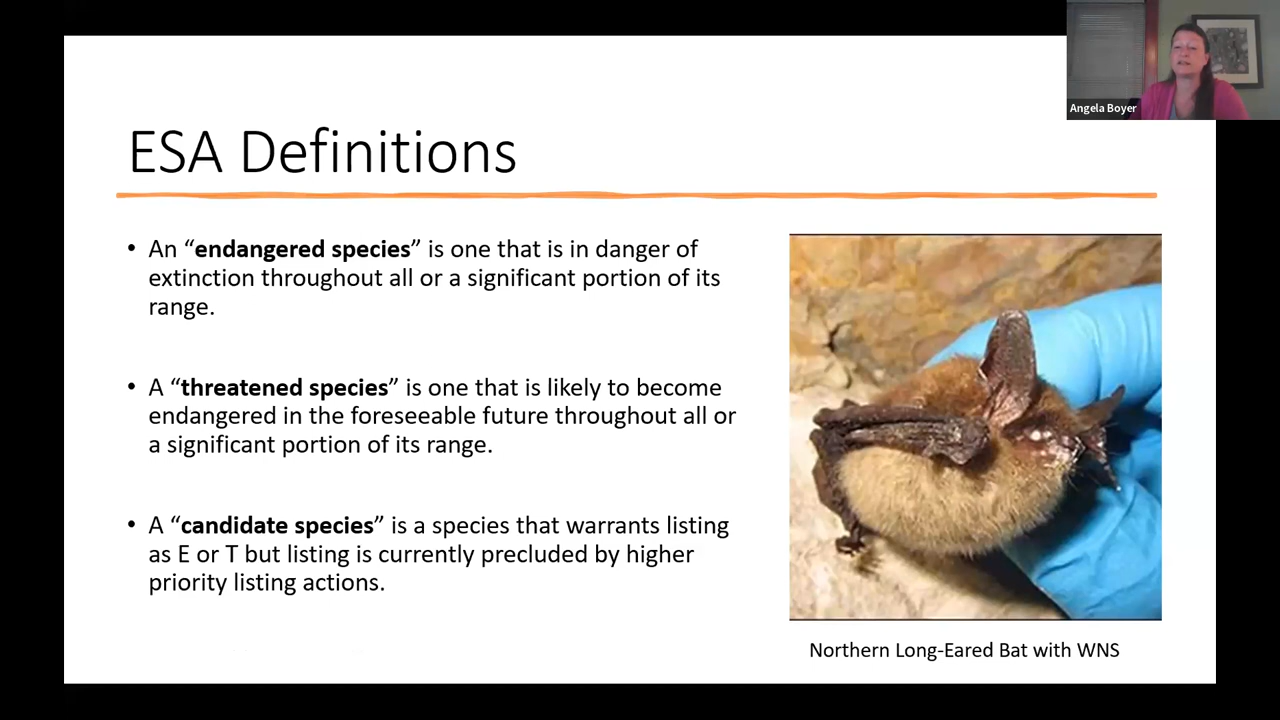 Angela Boyer
ESA Definitions
• An “endangered species” is one that is in danger of
extinction throughout all or a significant portion of its
range.
• A “threatened species” is one that is likely to become
endangered in the foreseeable future throughout all or
a significant portion of its range.
• A “candidate species” is a species that warrants listing
as E or T but listing is currently precluded by higher
priority listing actions.
Northern Long-Eared Bat with WNS